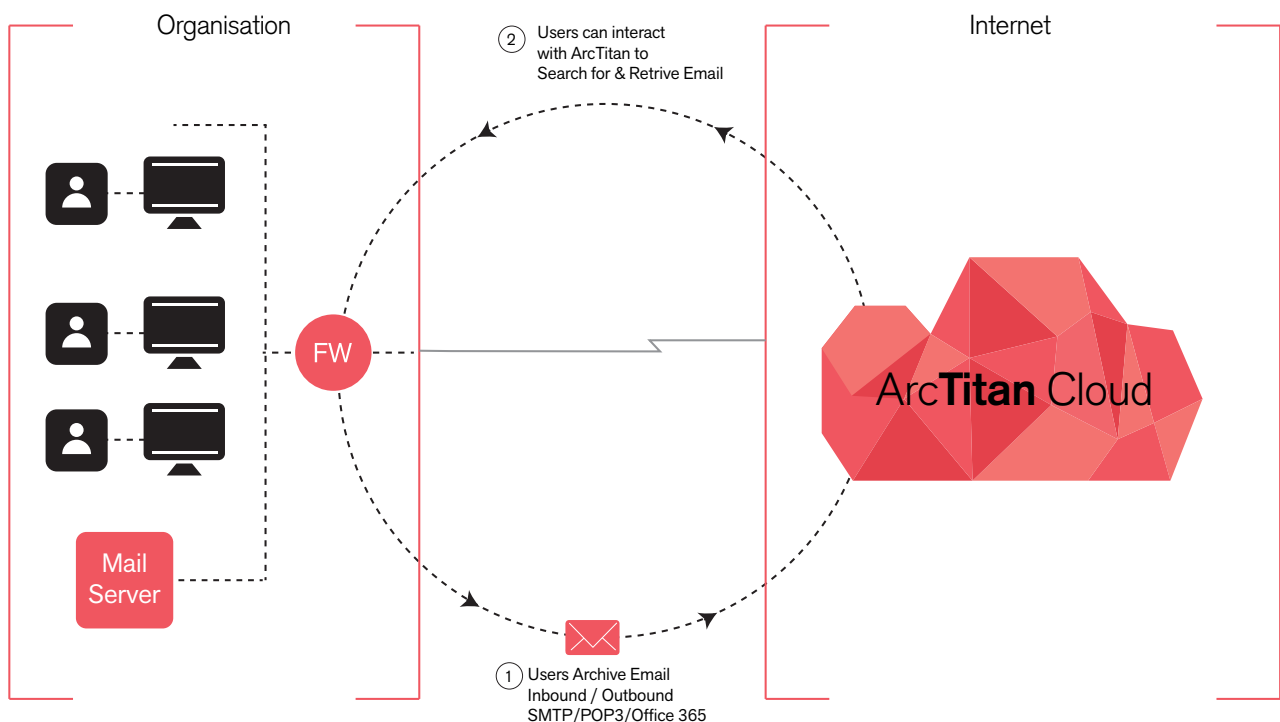 Organisation
Internet
2 Users can interact
with ArcTitan to
Search for & Retrive Email
FW
ArcTitan Cloud
Mail
Server
1 Users Archive Email
Inbound / Outbound
SMTP/POP3/Office 365